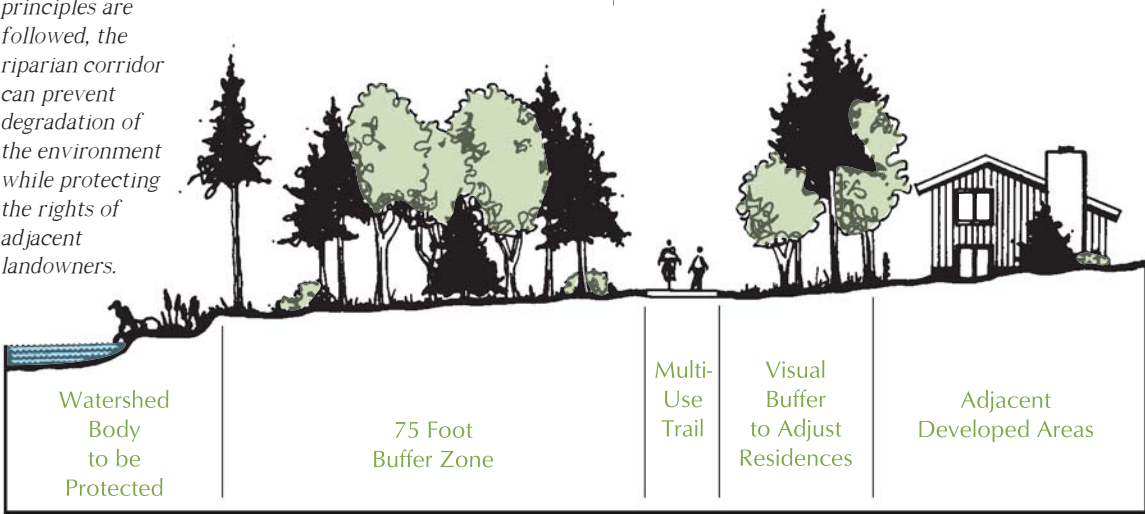 principles are
followed, the
riparian corridor
can prevent
degradation of
the environment
while protecting
the rights of
adjacent
landowners.
Watershed
Body
to be
Protected
75 Foot
Buffer Zone
Multi-
Use
Trail
Visual
Buffer
to Adjust
Residences
Adjacent
Developed Areas